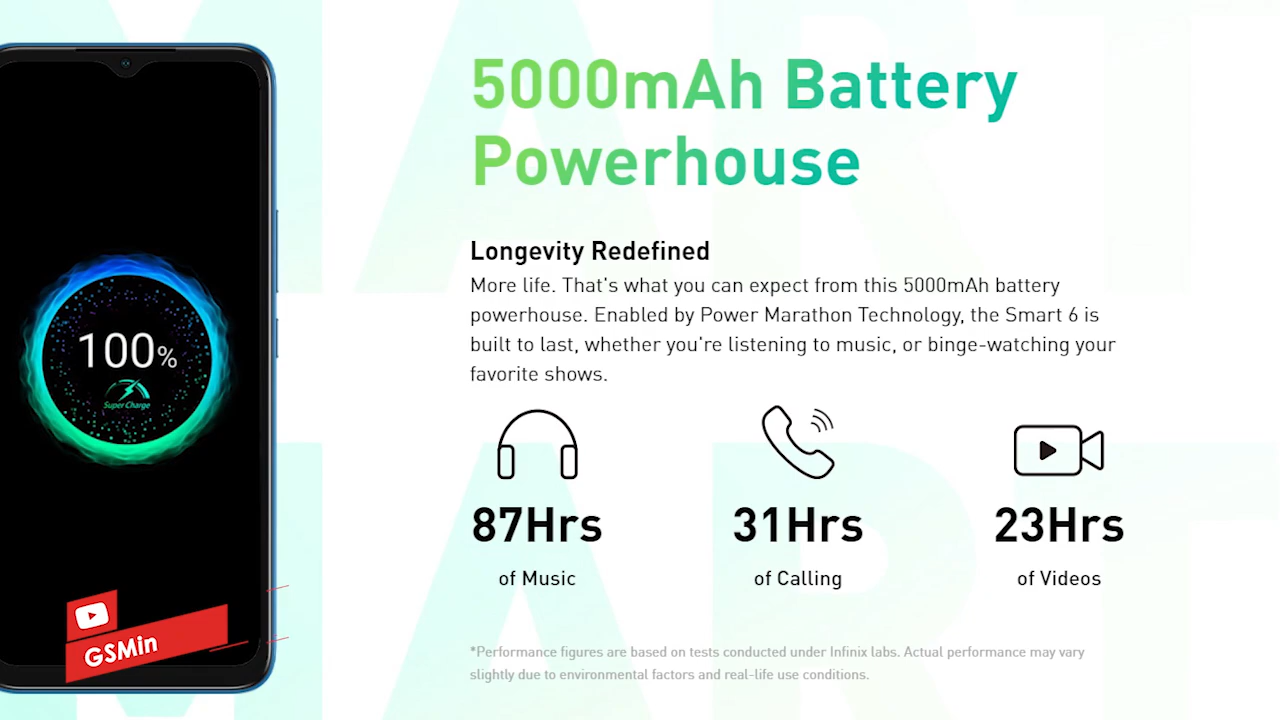 5000mAh Battery
Powerhouse
Longevity Redefined
More life. That's what you can expect from this 5000mAh battery
powerhouse. Enabled by Power Marathon Technology, the Smart 6 is
built to last, whether you're listening to music, or binge-watching your
favorite shows.
100%
Super Charge
87Hrs
31Hrs
23Hrs
of Music
of Calling
of Videos
GSMin
*Performance figures are based on tests conducted under Infinix labs. Actual performance may vary
slightly due to environmental factors and real-life use conditions.